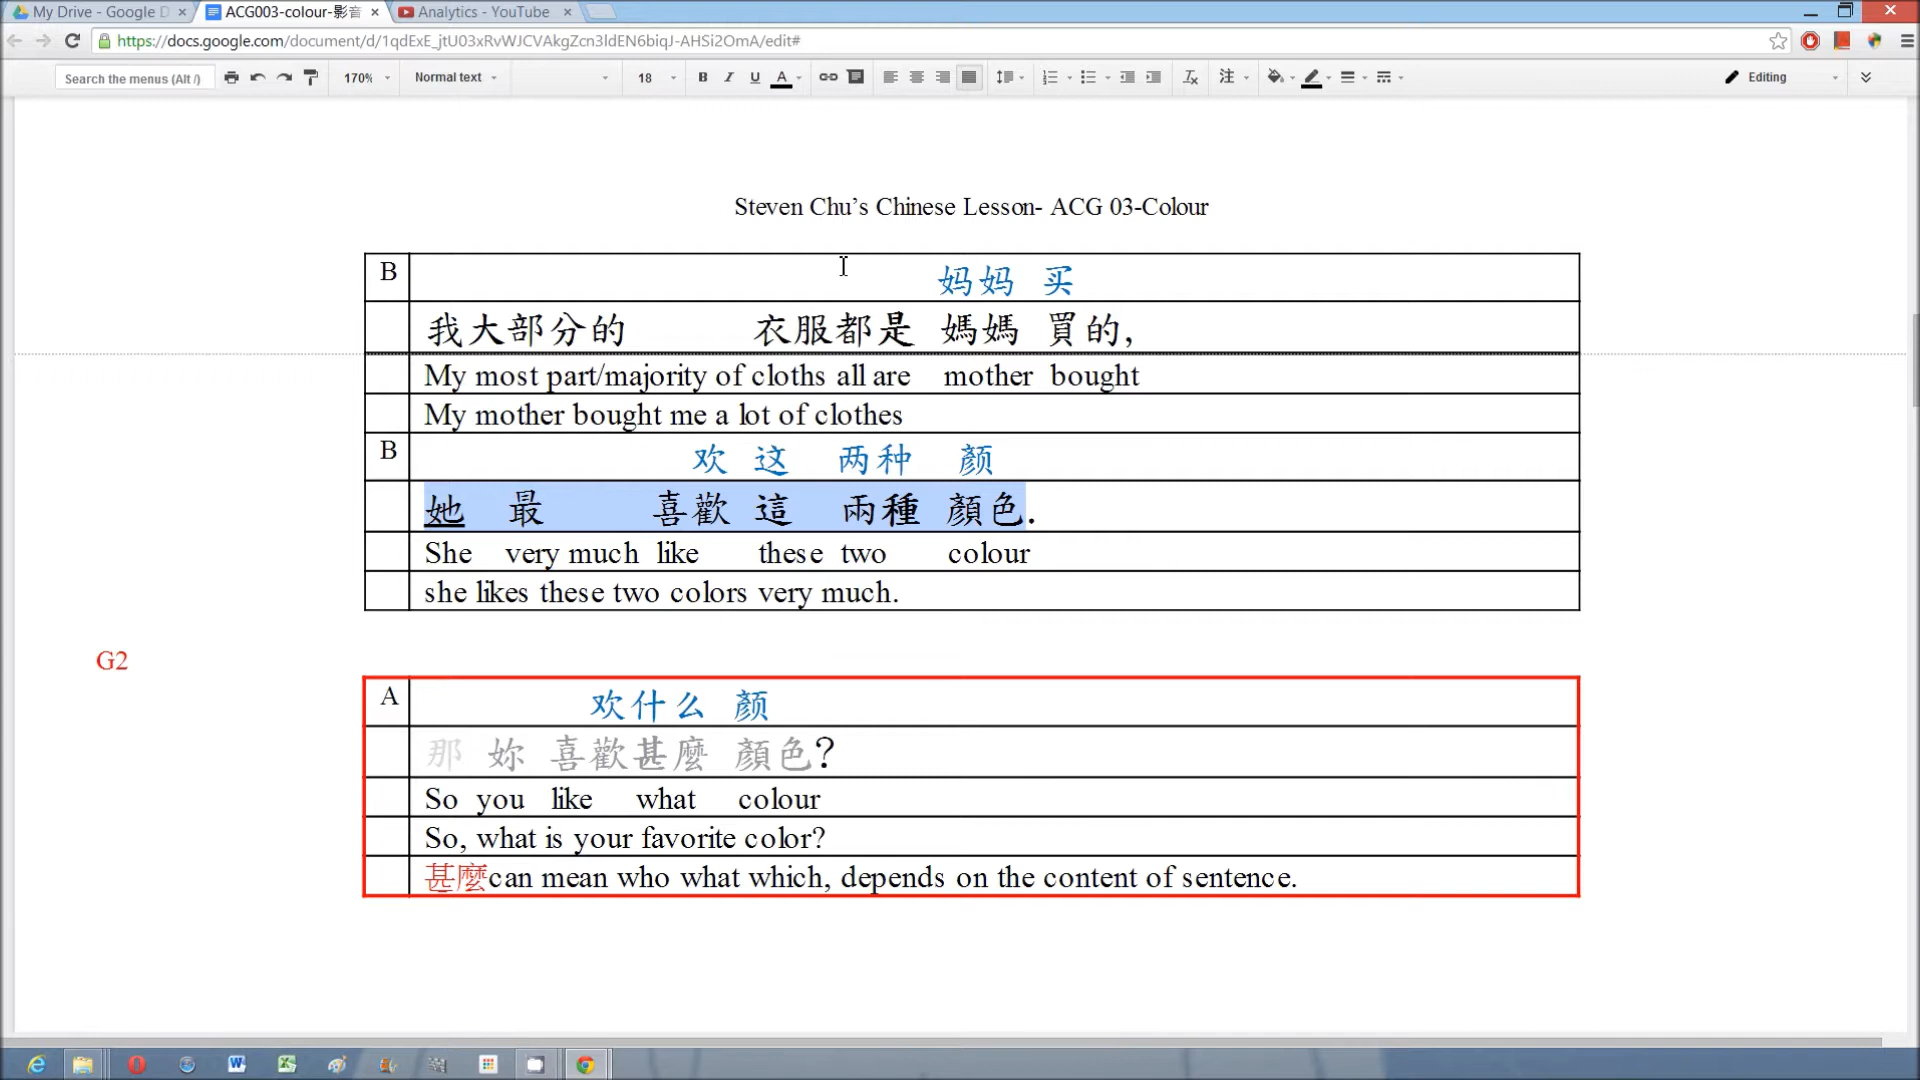 My Drive - Google D
ACG003-colour-影音
Analytics - YouTube
https://docs.google.com/document/d/1qdExE_jtU03xRvWJCVAkgZcn3ldEN6biqJ-AHSi2OmA/edit#
Search the menus (Alt /)
170%
Normal text
18
B I U A
注
Editing
Steven Chu's Chinese Lesson- ACG 03-Colour
B 妈妈 买
我大部分的 衣服都是 媽媽 買的,
My most part/majority of cloths all are mother bought
My mother bought me a lot of clothes
B 欢 这 两种 颜
她 最 喜歡 這 兩種 顏色.
She very much like these two colour
she likes these two colors very much.
G2
A 欢什么 颜
那 妳 喜歡甚麼 顏色?
So you like what colour
So, what is your favorite color?
甚麼can mean who what which, depends on the content of sentence.